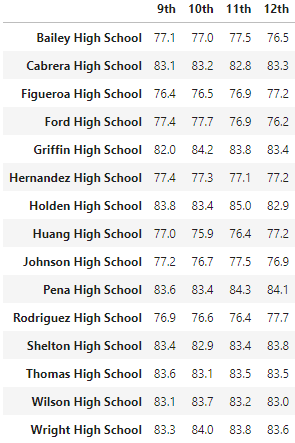 9th 10th 11th 12th
Bailey High School 77.1 77.0 77.5 76.5
Cabrera High School 83.1 83.2 82.8 83.3
Figueroa High School 76.4 76.5 76.9 77.2
Ford High School 77.4 77.7 76.9 76.2
Griffin High School 82.0 84.2 83.8 83.4
Hernandez High School 77.4 77.3 77.1 77.2
Holden High School 83.8 83.4 85.0 82.9
Huang High School 77.0 75.9 76.4 77.2
Johnson High School 77.2 76.7 77.5 76.9
Pena High School 83.6 83.4 84.3 84.1
Rodriguez High School 76.9 76.6 76.4 77.7
Shelton High School 83.4 82.9 83.4 83.8
Thomas High School 83.6 83.1 83.5 83.5
Wilson High School 83.1 83.7 83.2 83.0
Wright High School 83.3 84.0 83.8 83.6